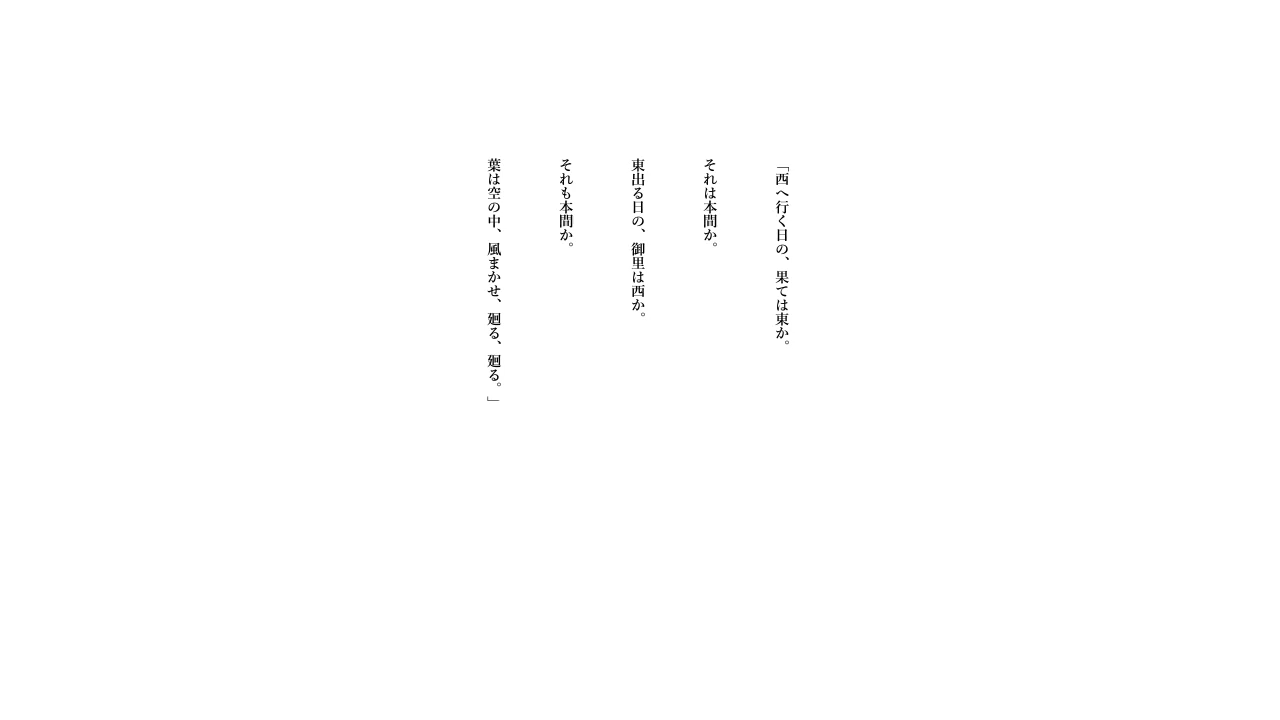 「西へ行く日の、果ては東か。
それは本間か。
東出る日の、御里は西か。
それも本間か。
葉は空の中、風まかせ、廻る、廻る。」